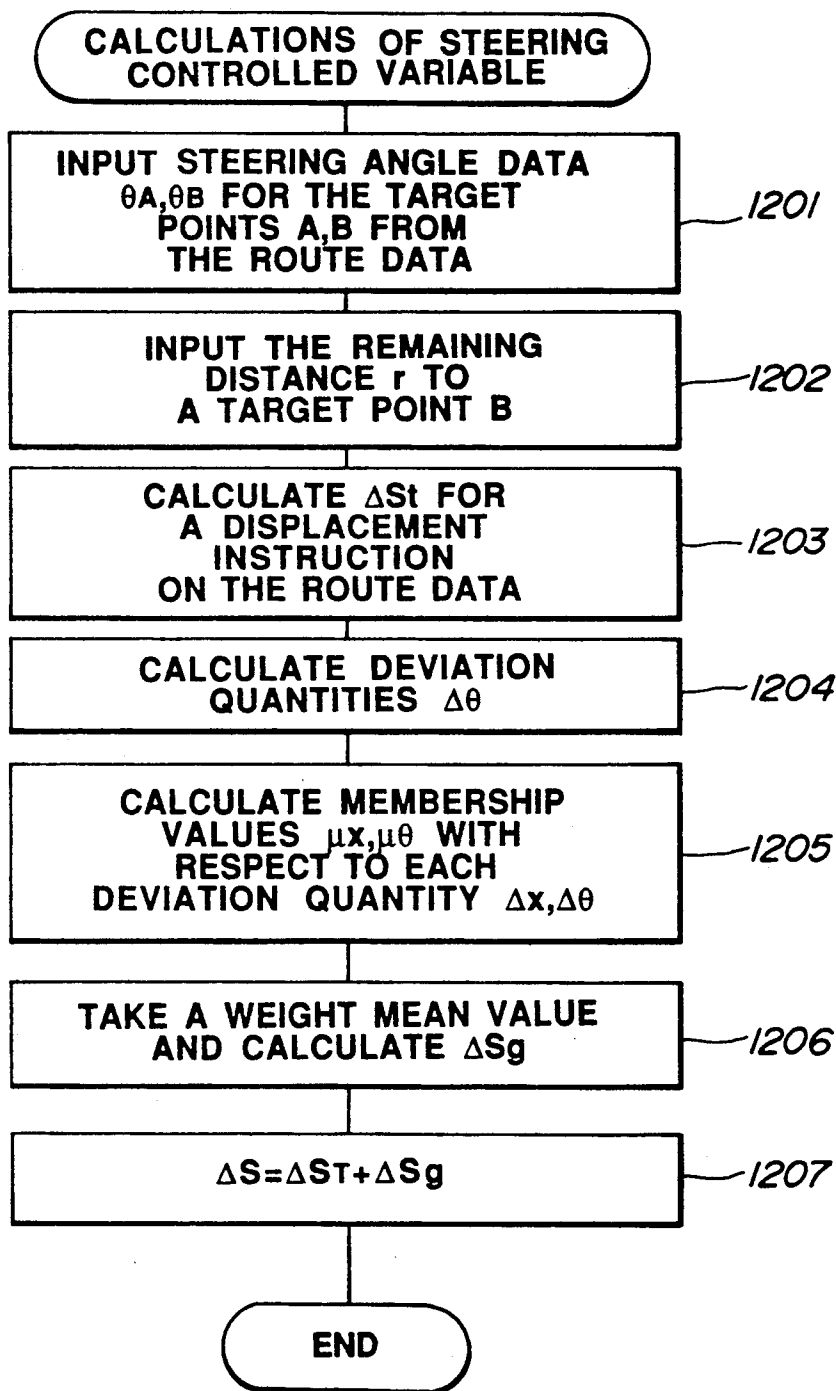 CALCULATIONS OF STEERING
CONTROLLED VARIABLE
INPUT STEERING ANGLE DATA
θA,θB FOR THE TARGET
POINTS A,B FROM
THE ROUTE DATA
1201
INPUT THE REMAINING
DISTANCE r TO
A TARGET POINT B
1202
CALCULATE ΔSt FOR
A DISPLACEMENT
INSTRUCTION
ON THE ROUTE DATA
1203
CALCULATE DEVIATION
QUANTITIES Δθ
1204
CALCULATE MEMBERSHIP
VALUES μx,μθ WITH
RESPECT TO EACH
DEVIATION QUANTITY Δx,Δθ
1205
TAKE A WEIGHT MEAN VALUE
AND CALCULATE ΔSg
1206
ΔS=ΔST+ΔSg
1207
END